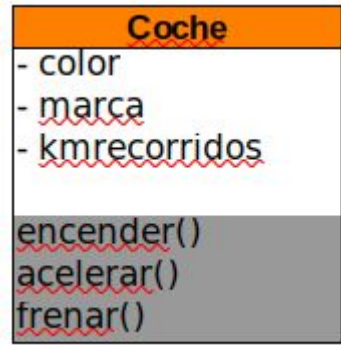 Coche
- color
- marca
- kmrecorridos
encender()
acelerar()
frenar()